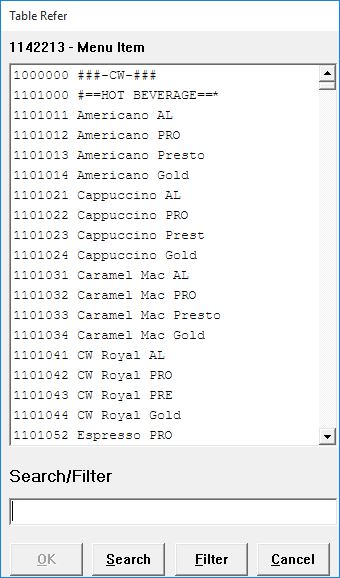 Table Refer
1142213 - Menu Item
1000000 ###-CW-###
1101000 #==HOT BEVERAGE==*
1101011 Americano AL
1101012 Americano PRO
1101013 Americano Presto
1101014 Americano Gold
1101021 Cappuccino AL
1101022 Cappuccino PRO
1101023 Cappuccino Prest
1101024 Cappuccino Gold
1101031 Caramel Mac AL
1101032 Caramel Mac PRO
1101033 Caramel Mac Presto
1101034 Caramel Mac Gold
1101041 CW Royal AL
1101042 CW Royal PRO
1101043 CW Royal PRE
1101044 CW Royal Gold
1101052 Espresso PRO
Search/Filter
OK Search Filter Cancel